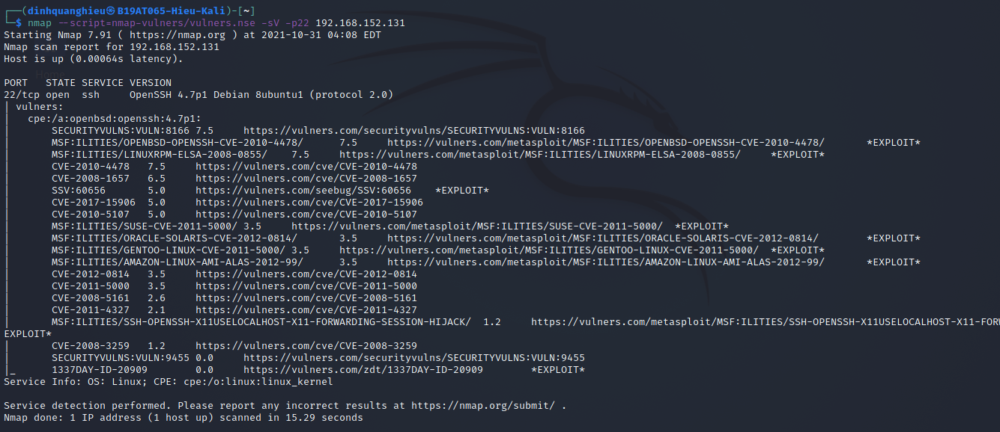 ┌──(dinhquanghieu㉿B19AT065-Hieu-Kali)-[~]
└─$ nmap --script=nmap-vulners/vulners.nse -sV -p22 192.168.152.131
Starting Nmap 7.91 ( https://nmap.org ) at 2021-10-31 04:08 EDT
Nmap scan report for 192.168.152.131
Host is up (0.00064s latency).
Home
PORT   STATE SERVICE VERSION
22/tcp open  ssh     OpenSSH 4.7p1 Debian 8ubuntu1 (protocol 2.0)
| vulners:
|   cpe:/a:openbsd:openssh:4.7p1:
|       SECURITYVULNS:VULN:8166 7.5     https://vulners.com/securityvulns/SECURITYVULNS:VULN:8166
|       MSF:ILITIES/OPENBSD-OPENSSH-CVE-2010-4478/      7.5     https://vulners.com/metasploit/MSF:ILITIES/OPENBSD-OPENSSH-CVE-2010-4478/       *EXPLOIT*
|       MSF:ILITIES/LINUXRPM-ELSA-2008-0855/    7.5     https://vulners.com/metasploit/MSF:ILITIES/LINUXRPM-ELSA-2008-0855/     *EXPLOIT*
|       CVE-2010-4478   7.5     https://vulners.com/cve/CVE-2010-4478
|       CVE-2008-1657   6.5     https://vulners.com/cve/CVE-2008-1657
|       SSV:60656       5.0     https://vulners.com/seebug/SSV:60656    *EXPLOIT*
|       CVE-2017-15906  5.0     https://vulners.com/cve/CVE-2017-15906
|       CVE-2010-5107   5.0     https://vulners.com/cve/CVE-2010-5107
|       MSF:ILITIES/SUSE-CVE-2011-5000/ 3.5     https://vulners.com/metasploit/MSF:ILITIES/SUSE-CVE-2011-5000/  *EXPLOIT*
|       MSF:ILITIES/ORACLE-SOLARIS-CVE-2012-0814/       3.5     https://vulners.com/metasploit/MSF:ILITIES/ORACLE-SOLARIS-CVE-2012-0814/        *EXPLOIT*
|       MSF:ILITIES/GENTOO-LINUX-CVE-2011-5000/ 3.5     https://vulners.com/metasploit/MSF:ILITIES/GENTOO-LINUX-CVE-2011-5000/  *EXPLOIT*
|       MSF:ILITIES/AMAZON-LINUX-AMI-ALAS-2012-99/      3.5     https://vulners.com/metasploit/MSF:ILITIES/AMAZON-LINUX-AMI-ALAS-2012-99/       *EXPLOIT*
|       CVE-2012-0814   3.5     https://vulners.com/cve/CVE-2012-0814
|       CVE-2011-5000   3.5     https://vulners.com/cve/CVE-2011-5000
|       CVE-2008-5161   2.6     https://vulners.com/cve/CVE-2008-5161
|       CVE-2011-4327   2.1     https://vulners.com/cve/CVE-2011-4327
|       MSF:ILITIES/SSH-OPENSSH-X11USELOCALHOST-X11-FORWARDING-SESSION-HIJACK/  1.2     https://vulners.com/metasploit/MSF:ILITIES/SSH-OPENSSH-X11USELOCALHOST-X11-FORW
EXPLOIT*
|       CVE-2008-3259   1.2     https://vulners.com/cve/CVE-2008-3259
|       SECURITYVULNS:VULN:9455 0.0     https://vulners.com/securityvulns/SECURITYVULNS:VULN:9455
|_      1337DAY-ID-20909        0.0     https://vulners.com/zdt/1337DAY-ID-20909        *EXPLOIT*
Service Info: OS: Linux; CPE: cpe:/o:linux:linux_kernel
Service detection performed. Please report any incorrect results at https://nmap.org/submit/ .
Nmap done: 1 IP address (1 host up) scanned in 15.29 seconds